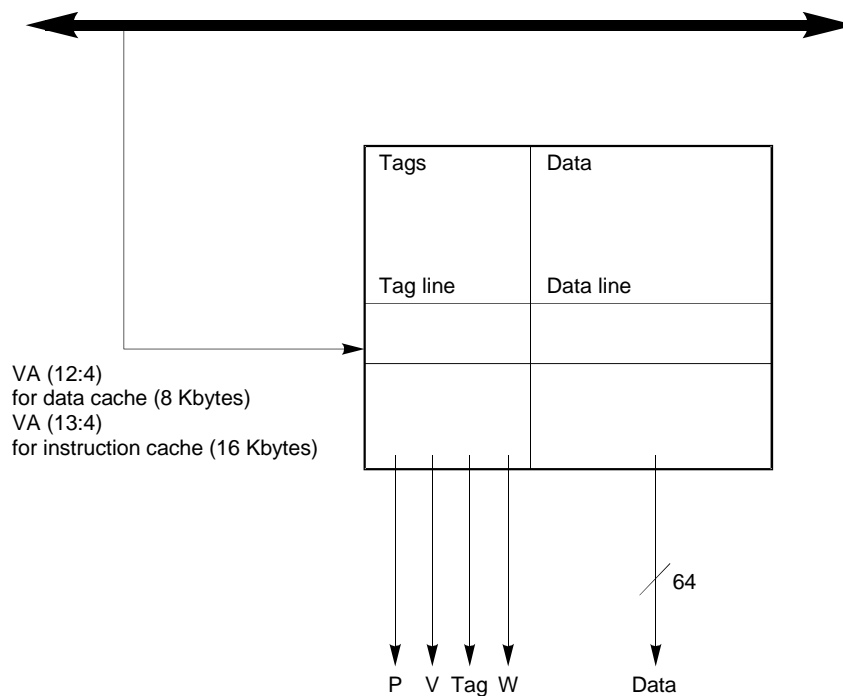 Tags
Data
Tag line
Data line
VA (12:4)
for data cache (8 Kbytes)
VA (13:4)
for instruction cache (16 Kbytes)
64
P
V
Tag
W
Data